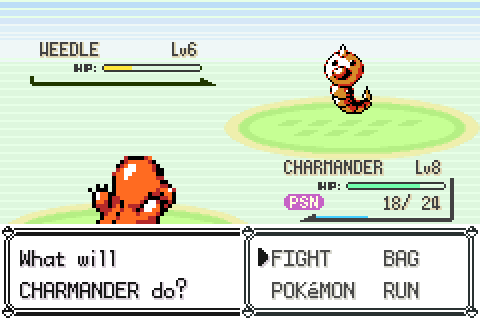 WEEDLE Lv6
HP:
CHARMANDER Lv8
HP:
PSN 18/ 24
What will
CHARMANDER do?
FIGHT BAG
POKéMON RUN